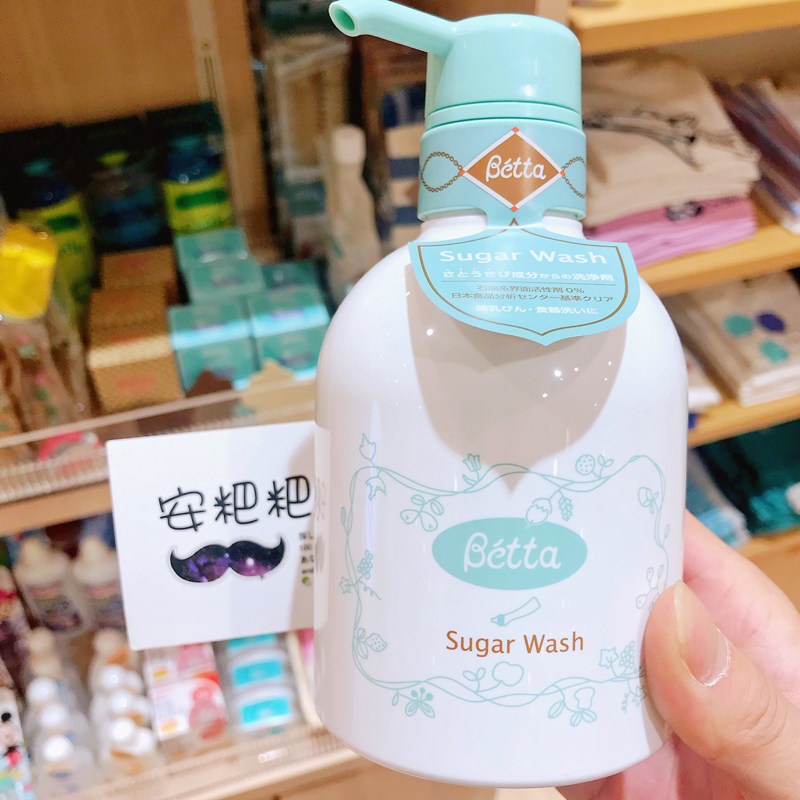 Bétta
Sugar Wash
さとうきび成分からの洗浄剤
石油系界面活性剤0%
日本食品分析センター基準クリア
哺乳びん・食器洗いに
安粑粑
Bétta
Sugar Wash